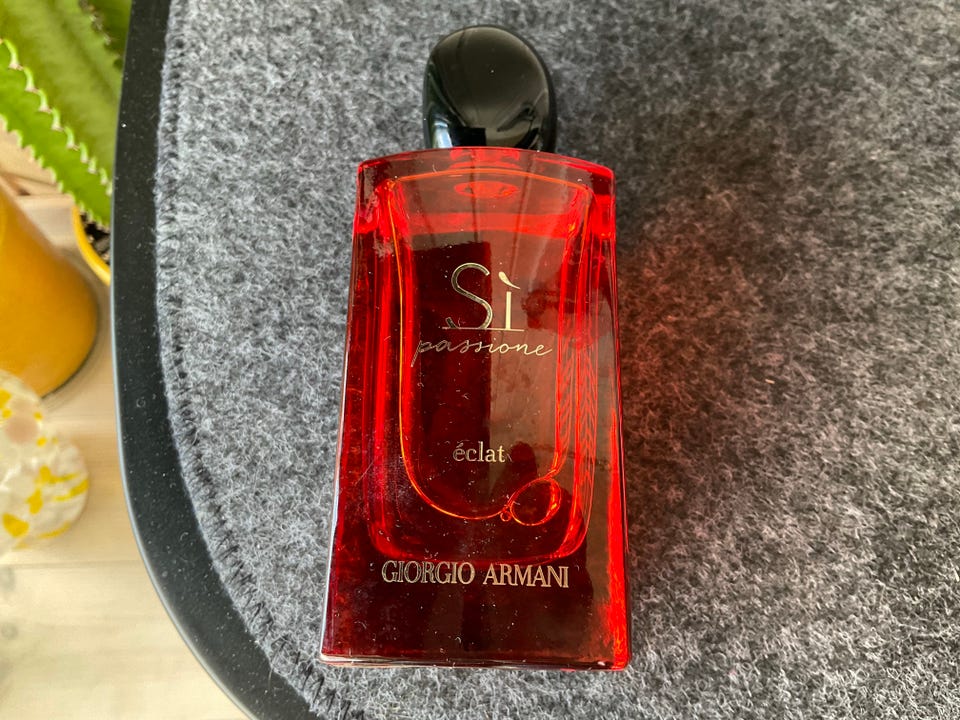 Sì
passione
éclat
GIORGIO ARMANI